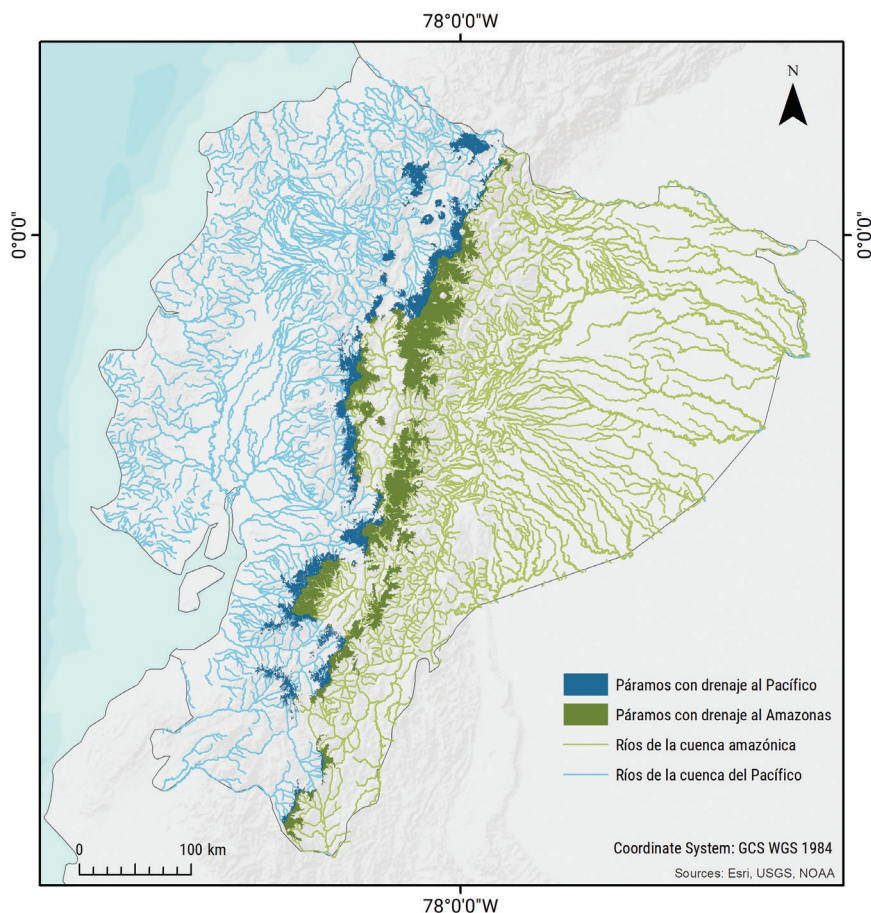 78°0'0"W
N
0°0'0"
0°0'0"
Páramos con drenaje al Pacífico
Páramos con drenaje al Amazonas
Ríos de la cuenca amazónica
Ríos de la cuenca del Pacífico
0 100 km
Coordinate System: GCS WGS 1984
Sources: Esri, USGS, NOAA
78°0'0"W